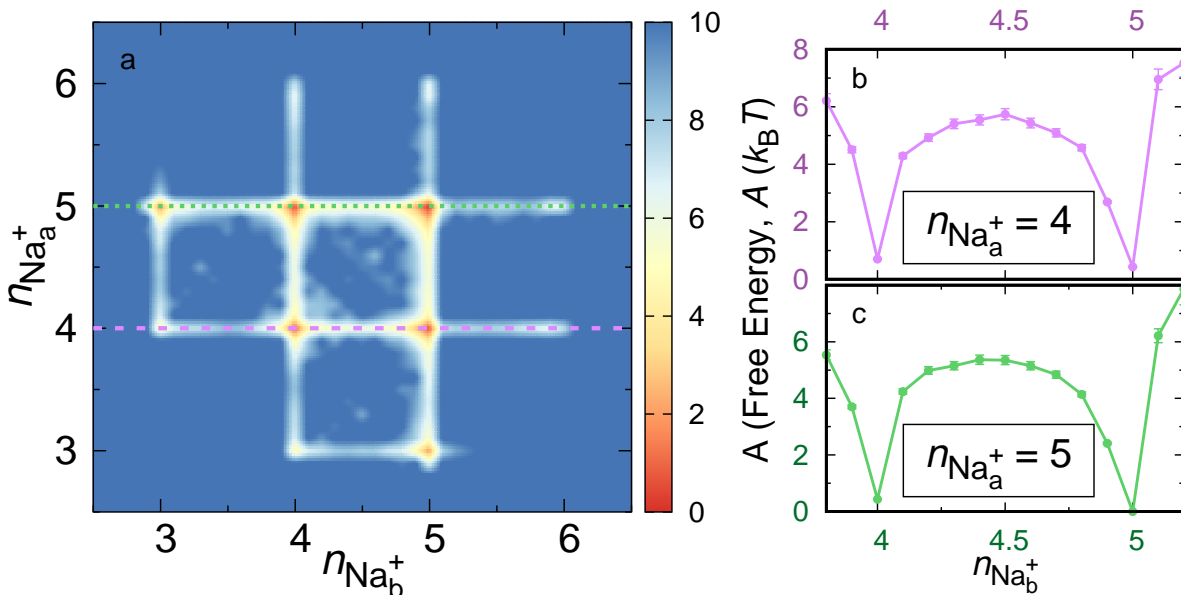 a
6
5
4
3
3 4 5 6
n_{Na_a^+}
n_{Na_b^+}
10
8
6
4
2
0
4 4.5 5
b
8
6
4
2
0
n_{Na_a^+} = 4
A (Free Energy, A (k_B T)
c
6
4
2
0
n_{Na_a^+} = 5
4 4.5 5
n_{Na_b^+}